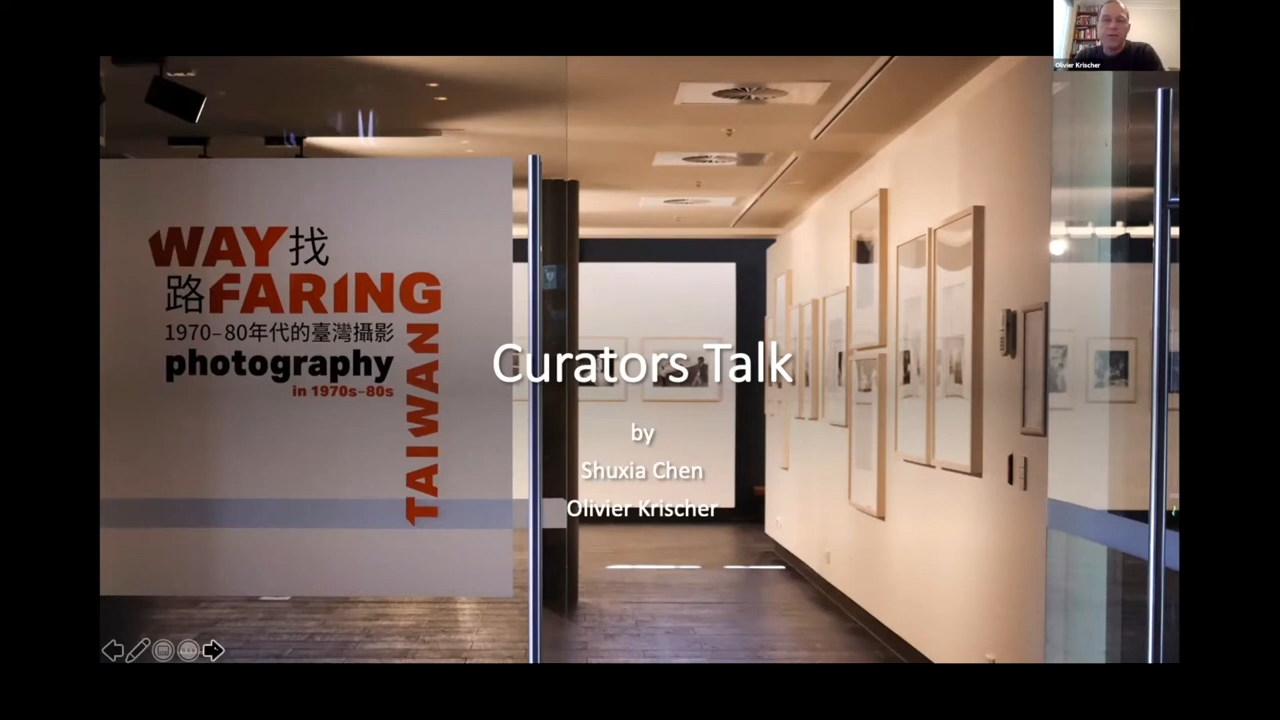 Olivier Krischer
WAY找
路FARING
1970-80年代的臺灣攝影
photography
in 1970s-80s
TAIWAN
Curators Talk
by
Shuxia Chen
Olivier Krischer